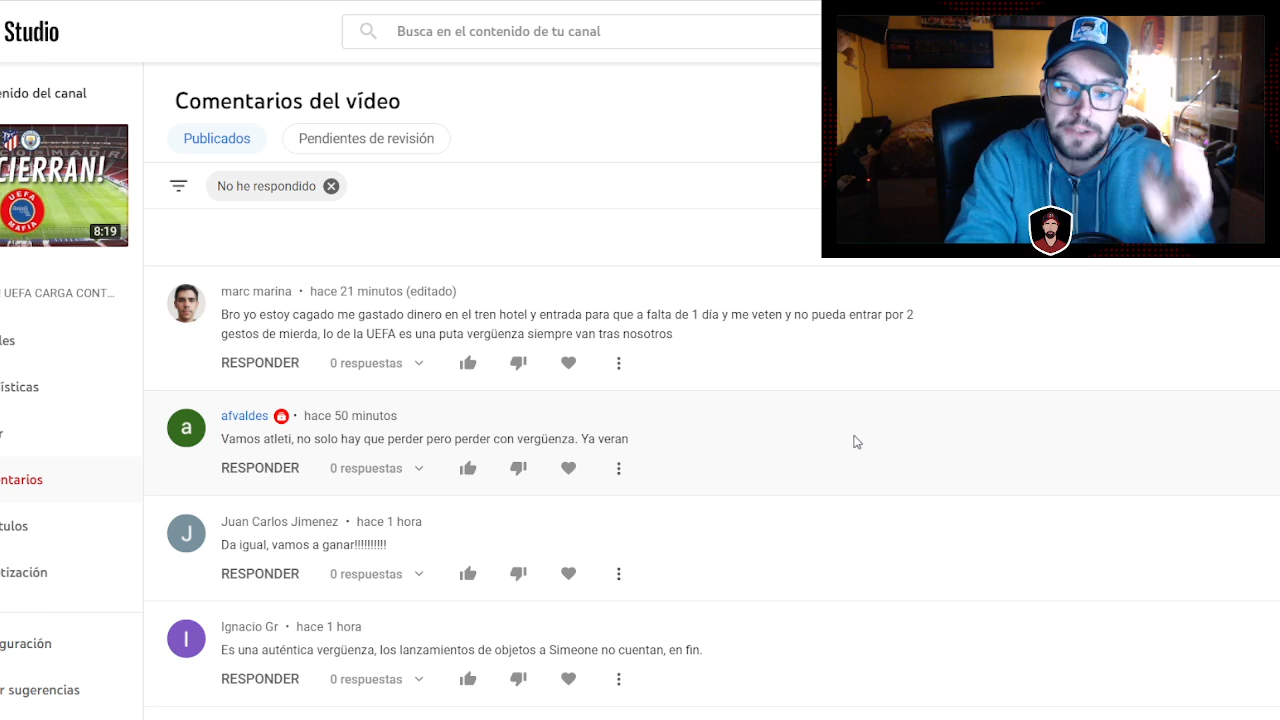 Studio
Busca en el contenido de tu canal
enido del canal
CIERRAN!
UEFA
MAFIA
8:19
UEFA CARGA CONT…
les
ísticas
r
ntarios
tulos
tización
guración
r sugerencias
Comentarios del vídeo
Publicados
Pendientes de revisión
No he respondido
marc marina • hace 21 minutos (editado)
Bro yo estoy cagado me gastado dinero en el tren hotel y entrada para que a falta de 1 día y me veten y no pueda entrar por 2
gestos de mierda, lo de la UEFA es una puta vergüenza siempre van tras nosotros
RESPONDER 0 respuestas
a
afvaldes • hace 50 minutos
Vamos atleti, no solo hay que perder pero perder con vergüenza. Ya veran
RESPONDER 0 respuestas
J
Juan Carlos Jimenez • hace 1 hora
Da igual, vamos a ganar!!!!!!!!!!
RESPONDER 0 respuestas
I
Ignacio Gr • hace 1 hora
Es una auténtica vergüenza, los lanzamientos de objetos a Simeone no cuentan, en fin.
RESPONDER 0 respuestas